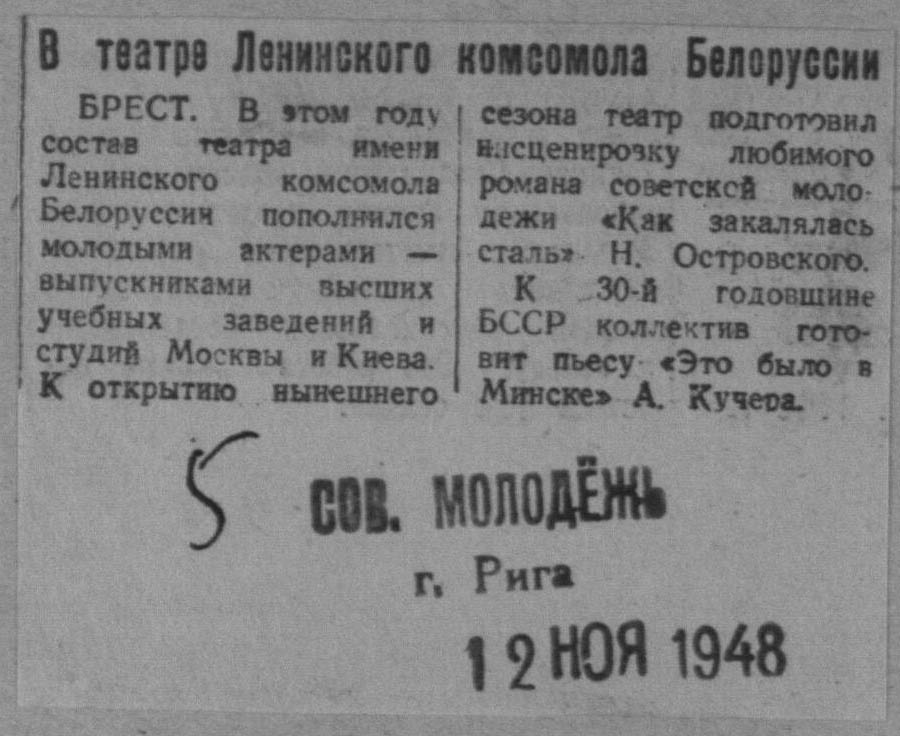 В театре Ленинского комсомола Белоруссии
БРЕСТ. В этом году
состав театра имени
Ленинского комсомола
Белоруссии пополнился
молодыми актерами —
выпускниками высших
учебных заведений и
студий Москвы и Киева.
К открытию нынешнего
сезона театр подготовил
инсценировку любимого
романа советской моло-
дежи «Как закалялась
сталь» Н. Островского.
К 30-й годовщине
БССР коллектив гото-
вит пьесу «Это было в
Минске» А. Кучера.
5
СОВ. МОЛОДЁЖЬ
г. Рига
12 НОЯ 1948